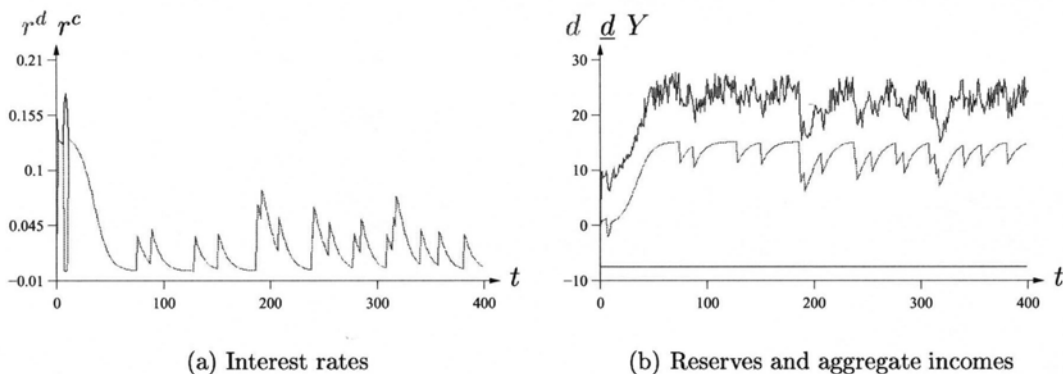 r^d r^c
0.21
0.155
0.1
0.045
−0.01
0 100 200 300 400 t
(a) Interest rates
d d Y
30
20
10
0
−10
0 100 200 300 400 t
(b) Reserves and aggregate incomes